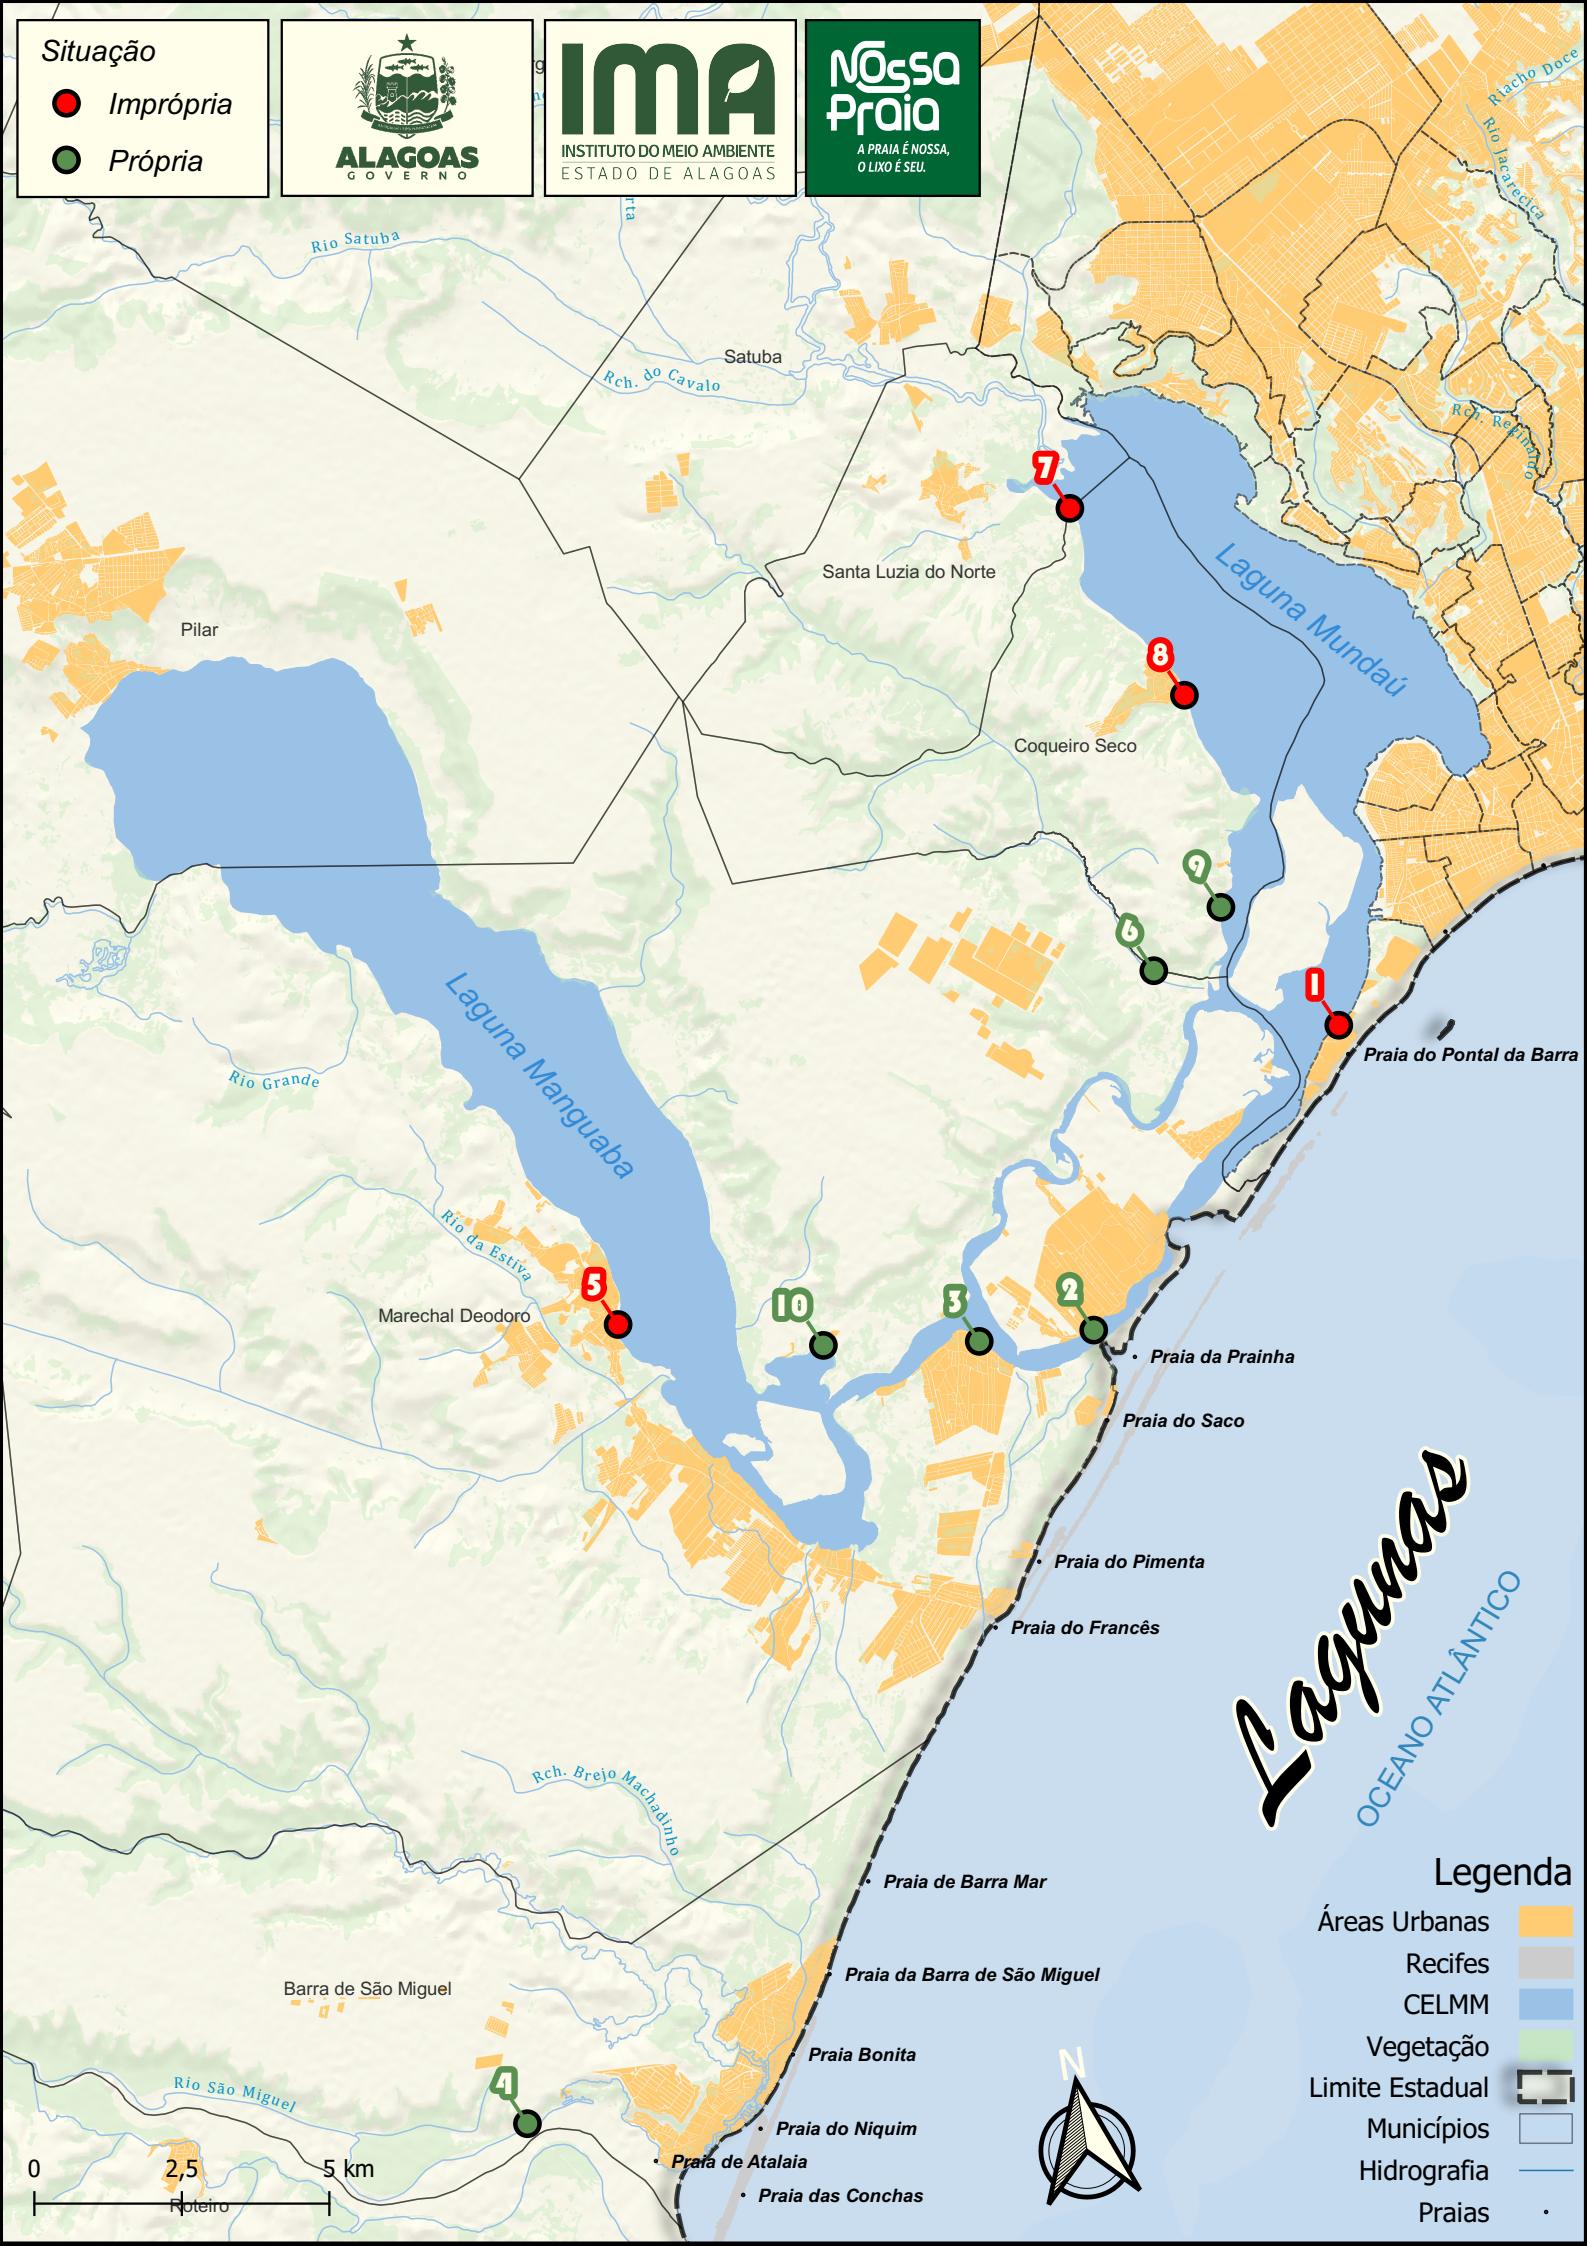 Situação
Imprópria
Própria
ALAGOAS
GOVERNO
IMA
INSTITUTO DO MEIO AMBIENTE
ESTADO DE ALAGOAS
Nossa
Praia
A PRAIA É NOSSA,
O LIXO É SEU.
Riacho Doce
Rio Jacarecica
Rio Satuba
Satuba
Rch. do Cavalo
Rch. Reginaldo
7
Santa Luzia do Norte
Laguna Mundaú
Pilar
8
Coqueiro Seco
9
6
1
Laguna Manguaba
Praia do Pontal da Barra
Rio Grande
Rio da Estiva
5
10
3
2
Marechal Deodoro
Praia da Prainha
Praia do Saco
Praia do Pimenta
Praia do Francês
Lagunas
OCEANO ATLÂNTICO
Rch. Brejo Machadinho
Praia de Barra Mar
Praia da Barra de São Miguel
Barra de São Miguel
Praia Bonita
4
Rio São Miguel
Praia do Niquim
Praia de Atalaia
Praia das Conchas
0 2,5 5 km
Roteiro
N
Legenda
Áreas Urbanas
Recifes
CELMM
Vegetação
Limite Estadual
Municípios
Hidrografia
Praias